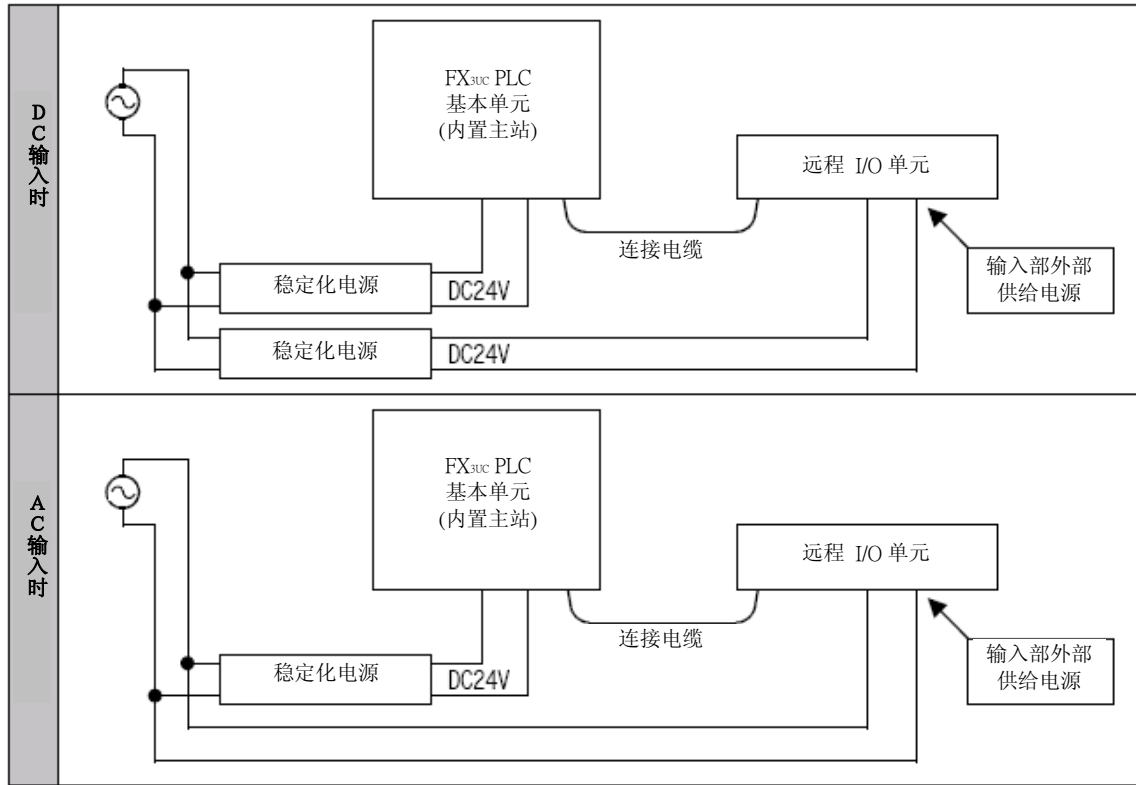 DC输入时
FX3UC PLC
基本单元
(内置主站)
远程 I/O 单元
连接电缆
输入部外部
供给电源
稳定化电源
DC24V
稳定化电源
DC24V
AC输入时
FX3UC PLC
基本单元
(内置主站)
远程 I/O 单元
连接电缆
输入部外部
供给电源
稳定化电源
DC24V